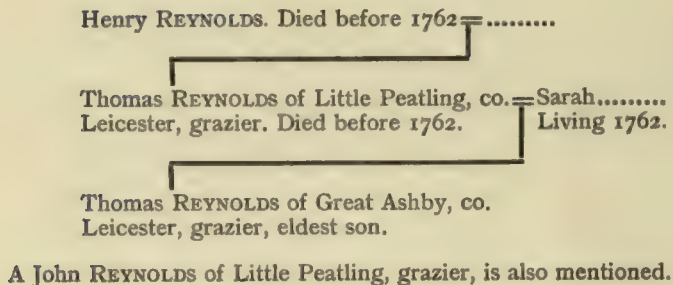 Henry REYNOLDS. Died before 1762 = ..........
Thomas REYNOLDS of Little Peatling, co. = Sarah..........
Leicester, grazier. Died before 1762. Living 1762.
Thomas REYNOLDS of Great Ashby, co.
Leicester, grazier, eldest son.
A John REYNOLDS of Little Peatling, grazier, is also mentioned.